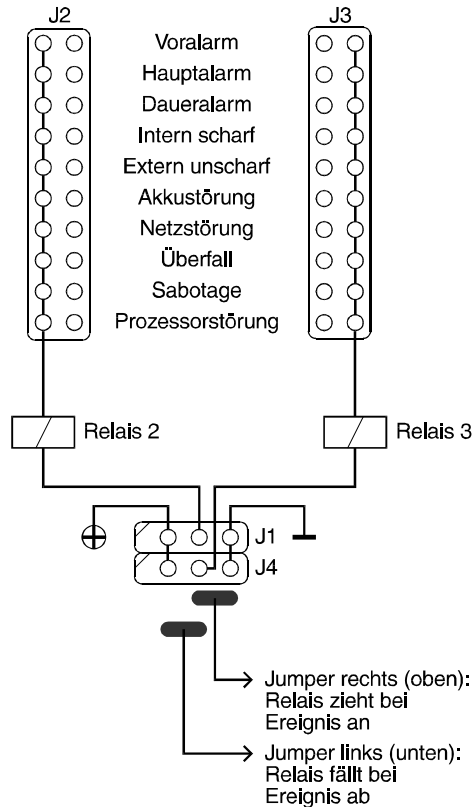 J2 J3
Voralarm
Hauptalarm
Daueralarm
Intern scharf
Extern unscharf
Akkustörung
Netzstörung
Überfall
Sabotage
Prozessorstörung
Relais 2 Relais 3
J1
J4
Jumper rechts (oben):
Relais zieht bei
Ereignis an
Jumper links (unten):
Relais fällt bei
Ereignis ab